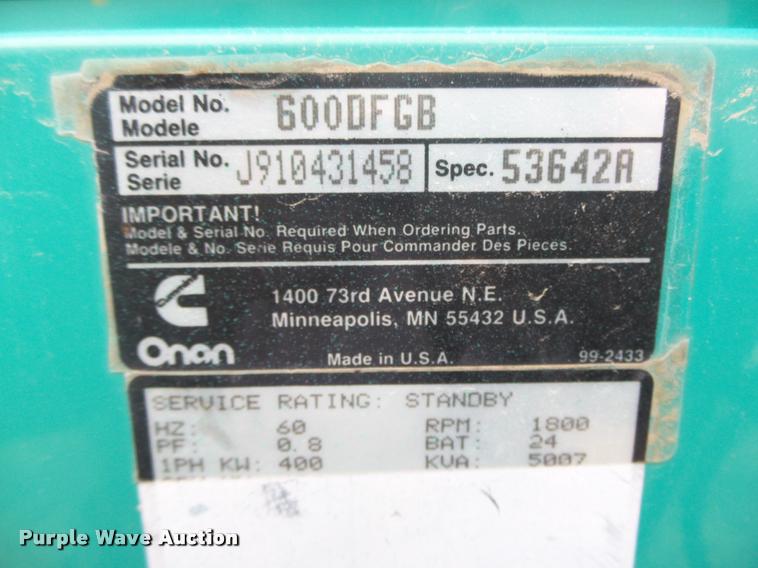 Model No. 600DFGB
Modele
Serial No. J910431458 Spec. 53642A
Serie
IMPORTANT!
Model & Serial No. Required When Ordering Parts.
Modele & No. Serie Requis Pour Commander Des Pieces.
1400 73rd Avenue N.E.
Minneapolis, MN 55432 U.S.A.
Onan Made in U.S.A. 99-2433
SERVICE RATING: STANDBY
HZ: 60 RPM: 1800
PF: 0.8 BAT: 24
1PH KW: 400 KVA:
Purple Wave Auction